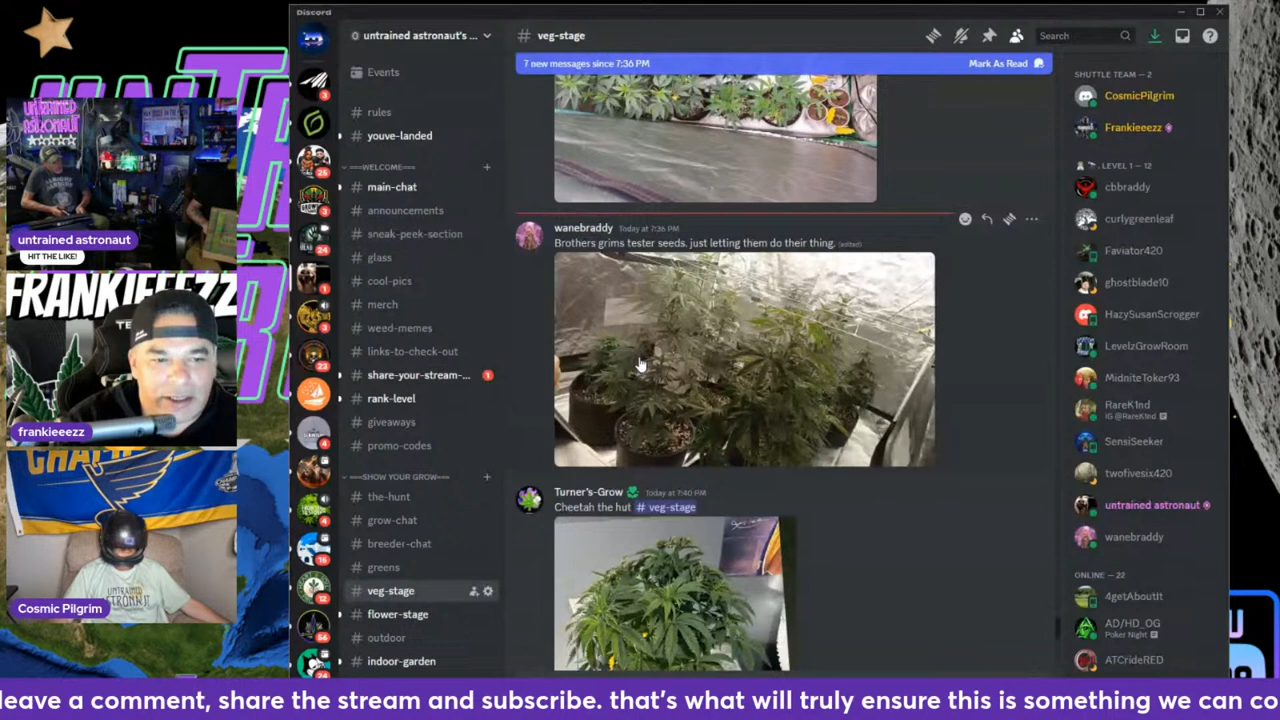 Discord
untrained astronaut's ...
# veg-stage
Search
7 new messages since 7:36 PM
Mark As Read
Events
rules
youve-landed
===WELCOME===
main-chat
announcements
sneak-peek-section
glass
cool-pics
merch
weed-memes
links-to-check-out
share-your-stream-...
1
rank-level
giveaways
promo-codes
===SHOW YOUR GROW===
the-hunt
grow-chat
breeder-chat
greens
veg-stage
flower-stage
outdoor
indoor-garden
wanebraddy Today at 7:36 PM
Brothers grims tester seeds. just letting them do their thing. (edited)
Turner's-Grow Today at 7:40 PM
Cheetah the hut # veg-stage
SHUTTLE TEAM — 2
CosmicPilgrim
Frankieeezz
LEVEL 1 — 12
cbbraddy
curlygreenleaf
Faviator420
ghostblade10
HazySusanScrogger
LevelzGrowRoom
MidniteToker93
RareK1nd
IG @RareK1nd
SensiSeeker
twofivesix420
untrained astronaut
wanebraddy
ONLINE — 22
4getAboutIt
AD/HD_OG
Poker Night
ATCrideRED
untrained astronaut
HIT THE LIKE!
FRANKIEEEZZ
frankieeezz
Cosmic Pilgrim
UNTRAINED
ASTRONAUT
leave a comment, share the stream and subscribe. that's what will truly ensure this is something we can co